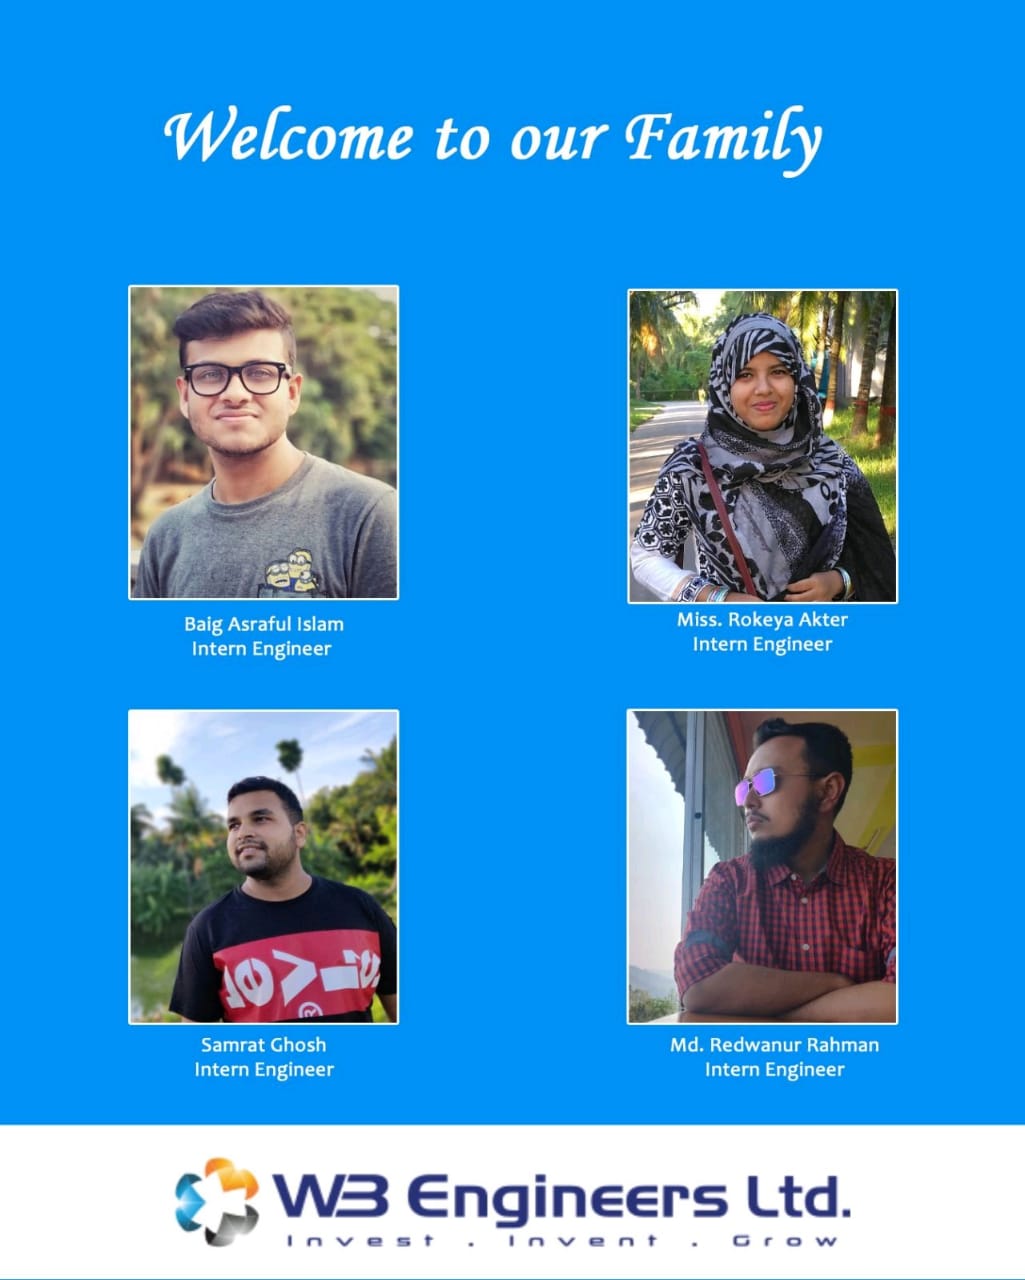 Welcome to our Family
Baig Asraful Islam
Intern Engineer
Miss. Rokeya Akter
Intern Engineer
Samrat Ghosh
Intern Engineer
Md. Redwanur Rahman
Intern Engineer
W3 Engineers Ltd.
Invest . Invent . Grow